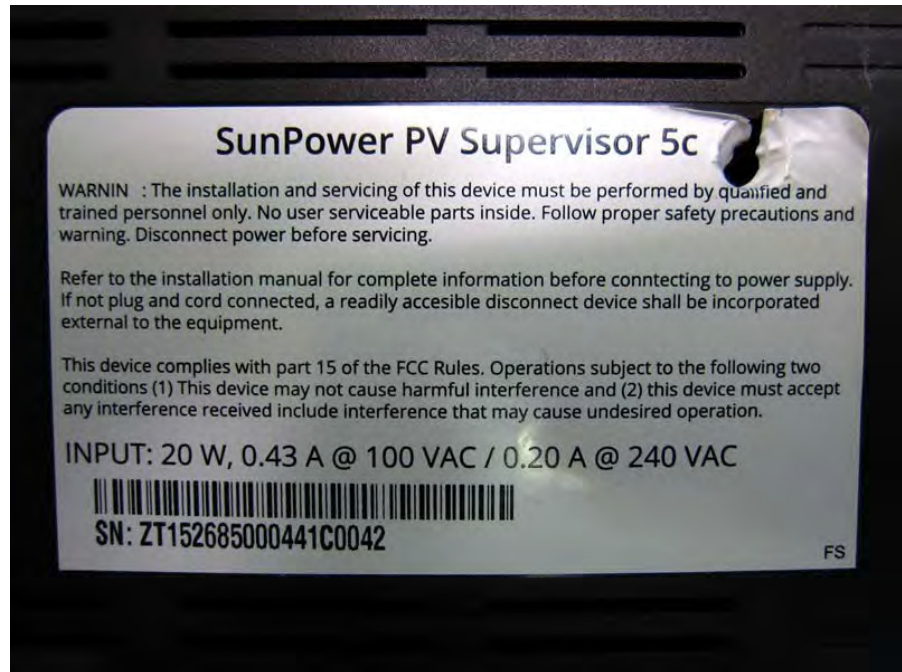 SunPower PV Supervisor 5c
WARNIN : The installation and servicing of this device must be performed by qualified and
trained personnel only. No user serviceable parts inside. Follow proper safety precautions and
warning. Disconnect power before servicing.
Refer to the installation manual for complete information before conntecting to power supply.
If not plug and cord connected, a readily accesible disconnect device shall be incorporated
external to the equipment.
This device complies with part 15 of the FCC Rules. Operations subject to the following two
conditions (1) This device may not cause harmful interference and (2) this device must accept
any interference received include interference that may cause undesired operation.
INPUT: 20 W, 0.43 A @ 100 VAC / 0.20 A @ 240 VAC
SN: ZT152685000441C0042
FS